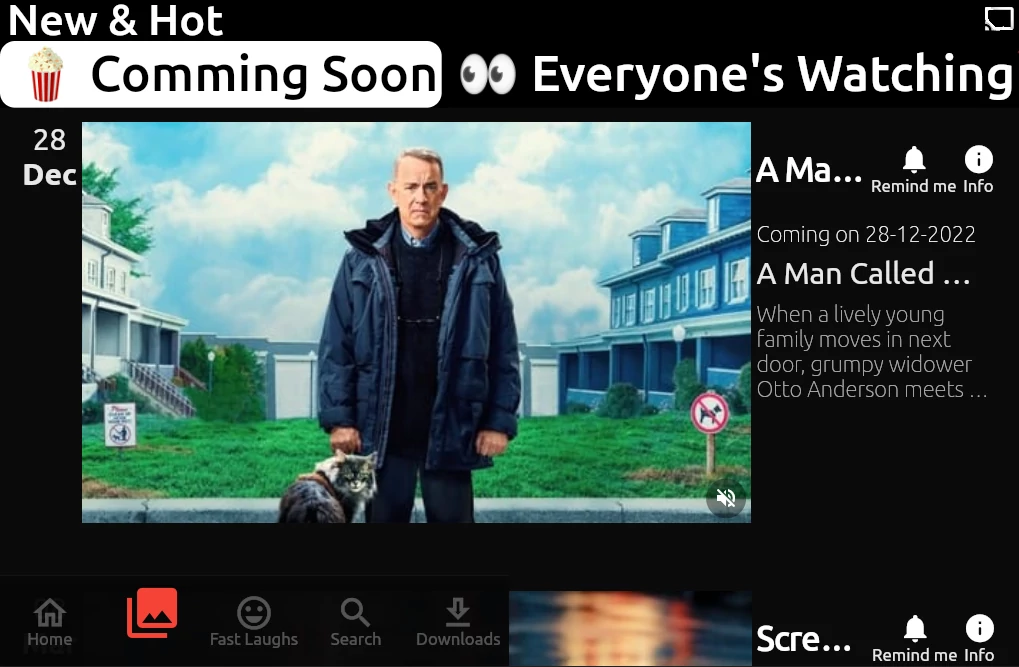 New & Hot
Comming Soon
Everyone's Watching
28
Dec
A Ma...
Remind me Info
Coming on 28-12-2022
A Man Called ...
When a lively young
family moves in next
door, grumpy widower
Otto Anderson meets ...
Home
Fast Laughs
Search
Downloads
Scre...
Remind me Info